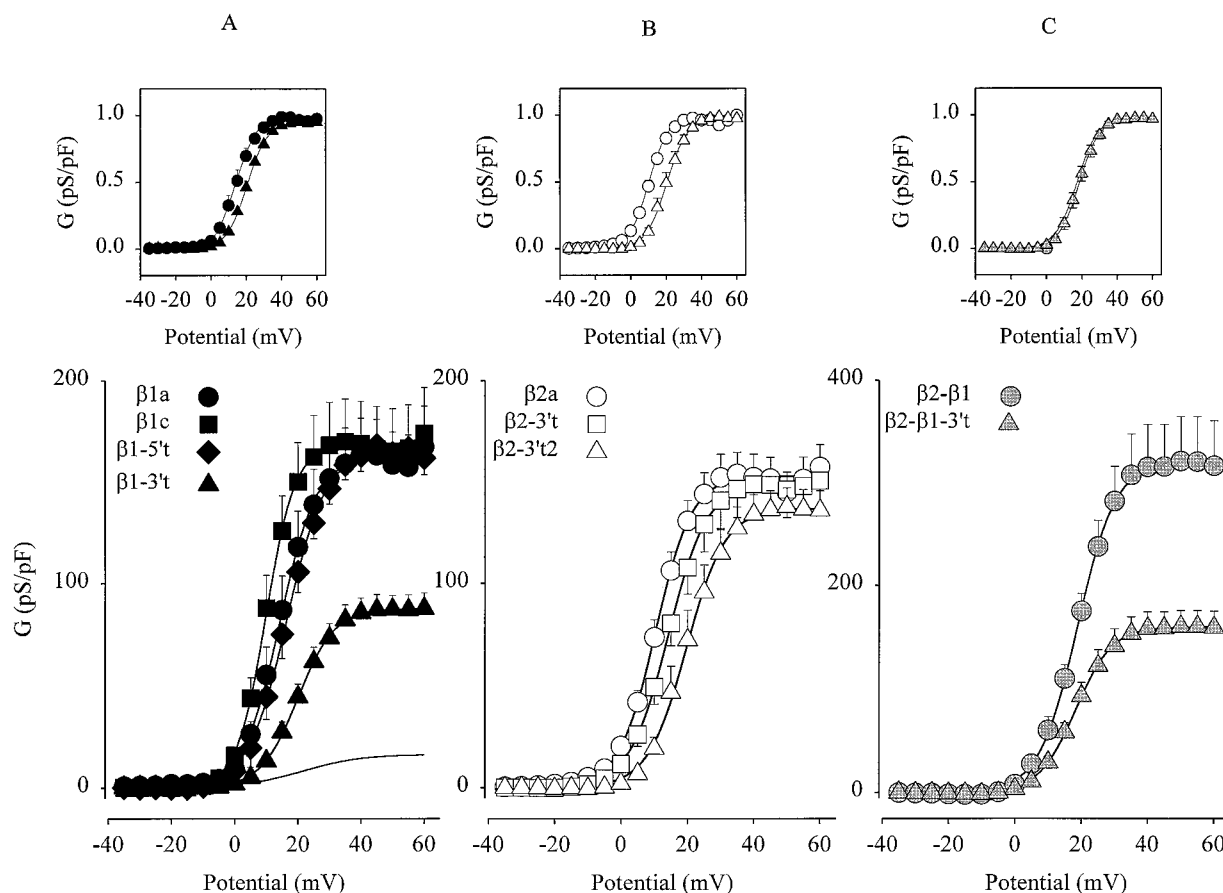 A
B
C
1.0
0.5
0.0
G (pS/pF)
-40 -20 0 20 40 60
Potential (mV)
1.0
0.5
0.0
G (pS/pF)
-40 -20 0 20 40 60
Potential (mV)
1.0
0.5
0.0
G (pS/pF)
-40 -20 0 20 40 60
Potential (mV)
200
100
0
G (pS/pF)
β1a
β1c
β1-5't
β1-3't
-40 -20 0 20 40 60
Potential (mV)
200
100
0
β2a
β2-3't
β2-3't2
-40 -20 0 20 40 60
Potential (mV)
400
200
0
β2-β1
β2-β1-3't
-40 -20 0 20 40 60
Potential (mV)